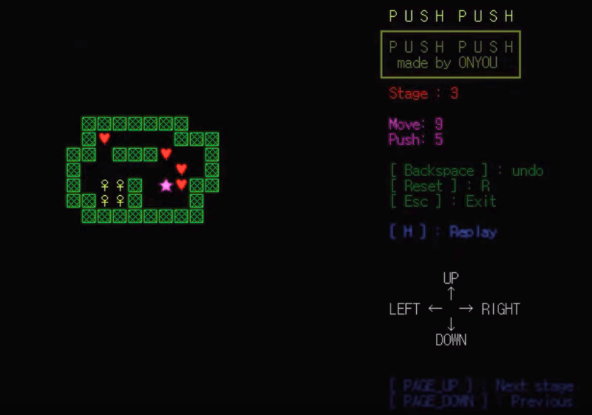 PUSH PUSH
PUSH PUSH
made by ONYOU
Stage : 3
Move: 9
Push: 5
[ Backspace ] : undo
[ Reset ] : R
[ Esc ] : Exit
[ H ] : Replay
UP
↑
LEFT ← → RIGHT
↓
DOWN
[ PAGE_UP ] : Next stage
[ PAGE_DOWN ] : Previous